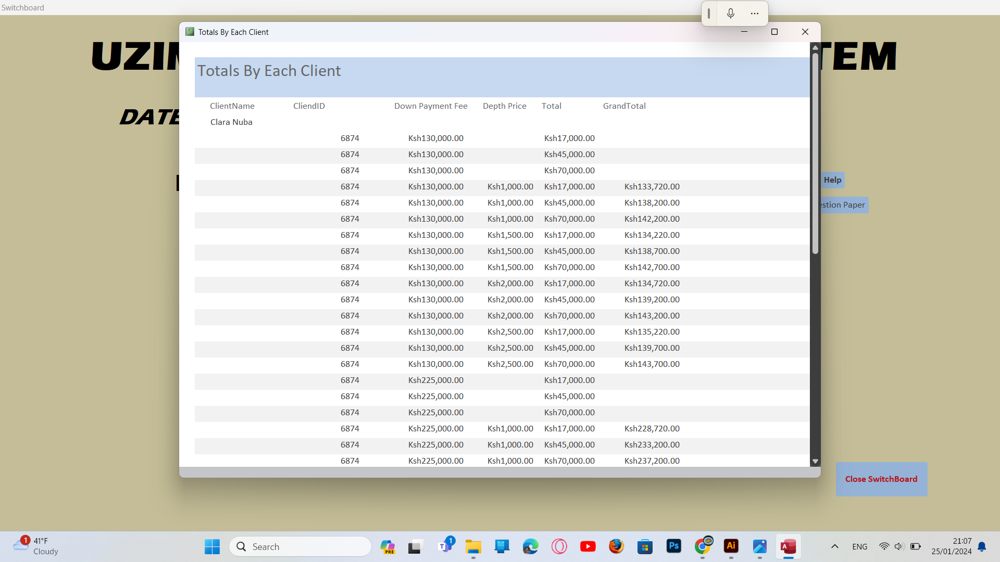 Switchboard
Totals By Each Client
UZIM
TEM
Totals By Each Client
DATE
ClientName CliendID Down Payment Fee Depth Price Total GrandTotal
Clara Nuba
6874 Ksh130,000.00 Ksh17,000.00
6874 Ksh130,000.00 Ksh45,000.00
6874 Ksh130,000.00 Ksh70,000.00
Help
6874 Ksh130,000.00 Ksh1,000.00 Ksh17,000.00 Ksh133,720.00
6874 Ksh130,000.00 Ksh1,000.00 Ksh45,000.00 Ksh138,200.00
estion Paper
6874 Ksh130,000.00 Ksh1,000.00 Ksh70,000.00 Ksh142,200.00
6874 Ksh130,000.00 Ksh1,500.00 Ksh17,000.00 Ksh134,220.00
6874 Ksh130,000.00 Ksh1,500.00 Ksh45,000.00 Ksh138,700.00
6874 Ksh130,000.00 Ksh1,500.00 Ksh70,000.00 Ksh142,700.00
6874 Ksh130,000.00 Ksh2,000.00 Ksh17,000.00 Ksh134,720.00
6874 Ksh130,000.00 Ksh2,000.00 Ksh45,000.00 Ksh139,200.00
6874 Ksh130,000.00 Ksh2,000.00 Ksh70,000.00 Ksh143,200.00
6874 Ksh130,000.00 Ksh2,500.00 Ksh17,000.00 Ksh135,220.00
6874 Ksh130,000.00 Ksh2,500.00 Ksh45,000.00 Ksh139,700.00
6874 Ksh130,000.00 Ksh2,500.00 Ksh70,000.00 Ksh143,700.00
6874 Ksh225,000.00 Ksh17,000.00
6874 Ksh225,000.00 Ksh45,000.00
6874 Ksh225,000.00 Ksh70,000.00
6874 Ksh225,000.00 Ksh1,000.00 Ksh17,000.00 Ksh228,720.00
6874 Ksh225,000.00 Ksh1,000.00 Ksh45,000.00 Ksh233,200.00
6874 Ksh225,000.00 Ksh1,000.00 Ksh70,000.00 Ksh237,200.00
Close SwitchBoard
1 41°F
Cloudy
Search
PRE
T 1
Ps
Ai
A
ENG
21:07
25/01/2024